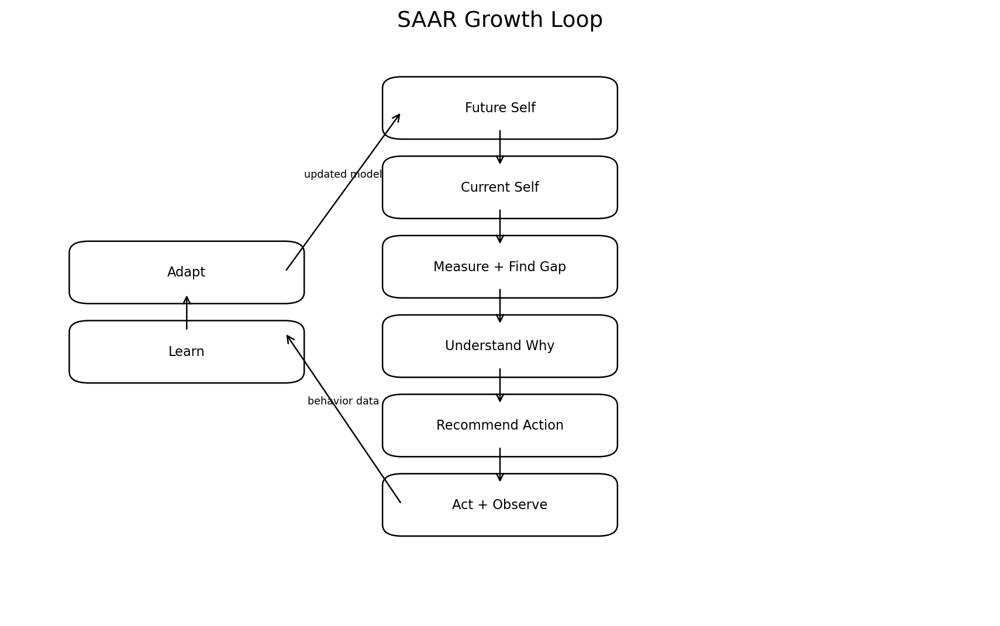 SAAR Growth Loop
Future Self
updated model
Current Self
Adapt
Measure + Find Gap
Learn
Understand Why
behavior data
Recommend Action
Act + Observe